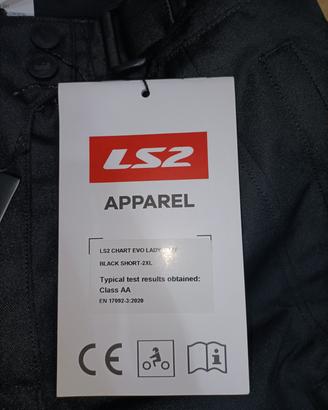 LS2
APPAREL
LS2 CHART EVO LADY
BLACK SHORT-2XL
Typical test results obtained:
Class AA
EN 17092-3:2020
CE
i